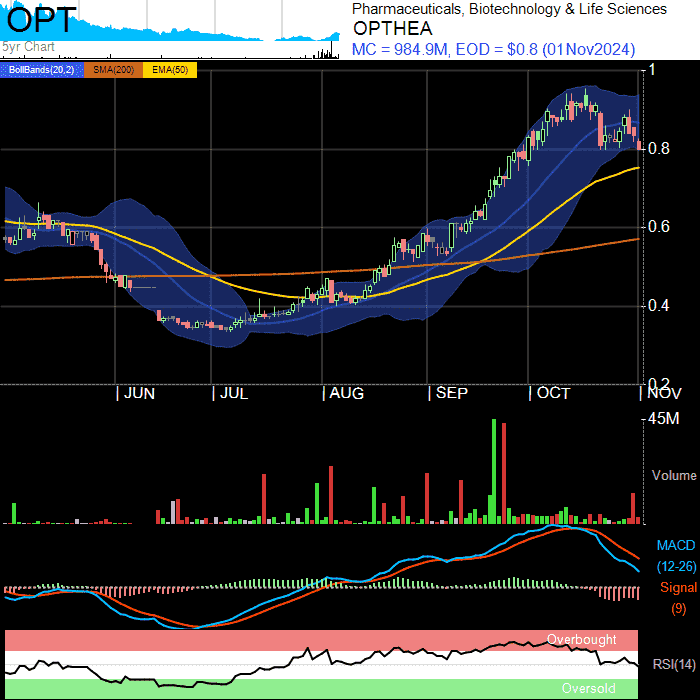 OPT
5yr Chart
Pharmaceuticals, Biotechnology & Life Sciences
OPTHEA
MC = 984.9M, EOD = $0.8 (01Nov2024)
BollBands(20,2) SMA(200) EMA(50)
1
0.8
0.6
0.4
0.2
JUN JUL AUG SEP OCT NOV
45M
Volume
MACD
(12-26)
Signal
(9)
Overbought
RSI(14)
Oversold